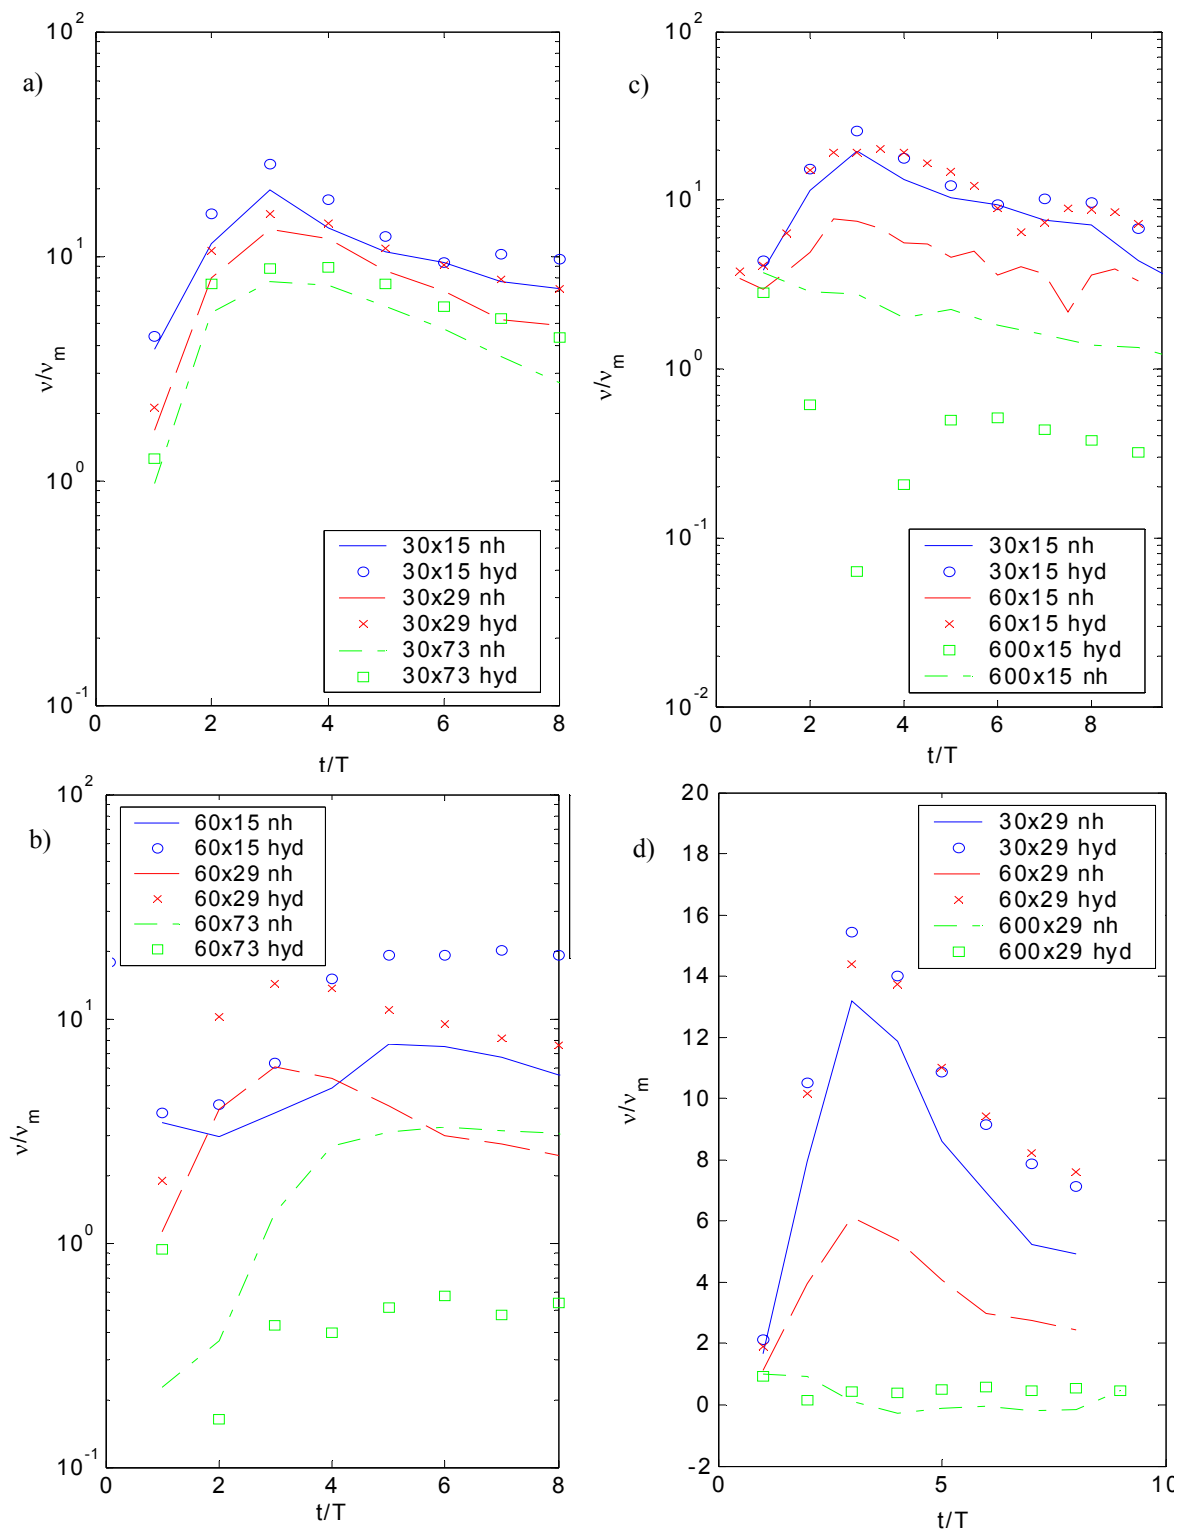 a)
10^2
10^1
10^0
10^-1
ν/ν_m
0 2 4 6 8
t/T
30x15 nh
30x15 hyd
30x29 nh
30x29 hyd
30x73 nh
30x73 hyd
c)
10^2
10^1
10^0
10^-1
10^-2
ν/ν_m
0 2 4 6 8
t/T
30x15 nh
30x15 hyd
60x15 nh
60x15 hyd
600x15 hyd
600x15 nh
b)
10^2
10^1
10^0
10^-1
ν/ν_m
0 2 4 6 8
t/T
60x15 nh
60x15 hyd
60x29 nh
60x29 hyd
60x73 nh
60x73 hyd
d)
20
18
16
14
12
10
8
6
4
2
0
-2
ν/ν_m
0 5 10
t/T
30x29 nh
30x29 hyd
60x29 nh
60x29 hyd
600x29 nh
600x29 hyd